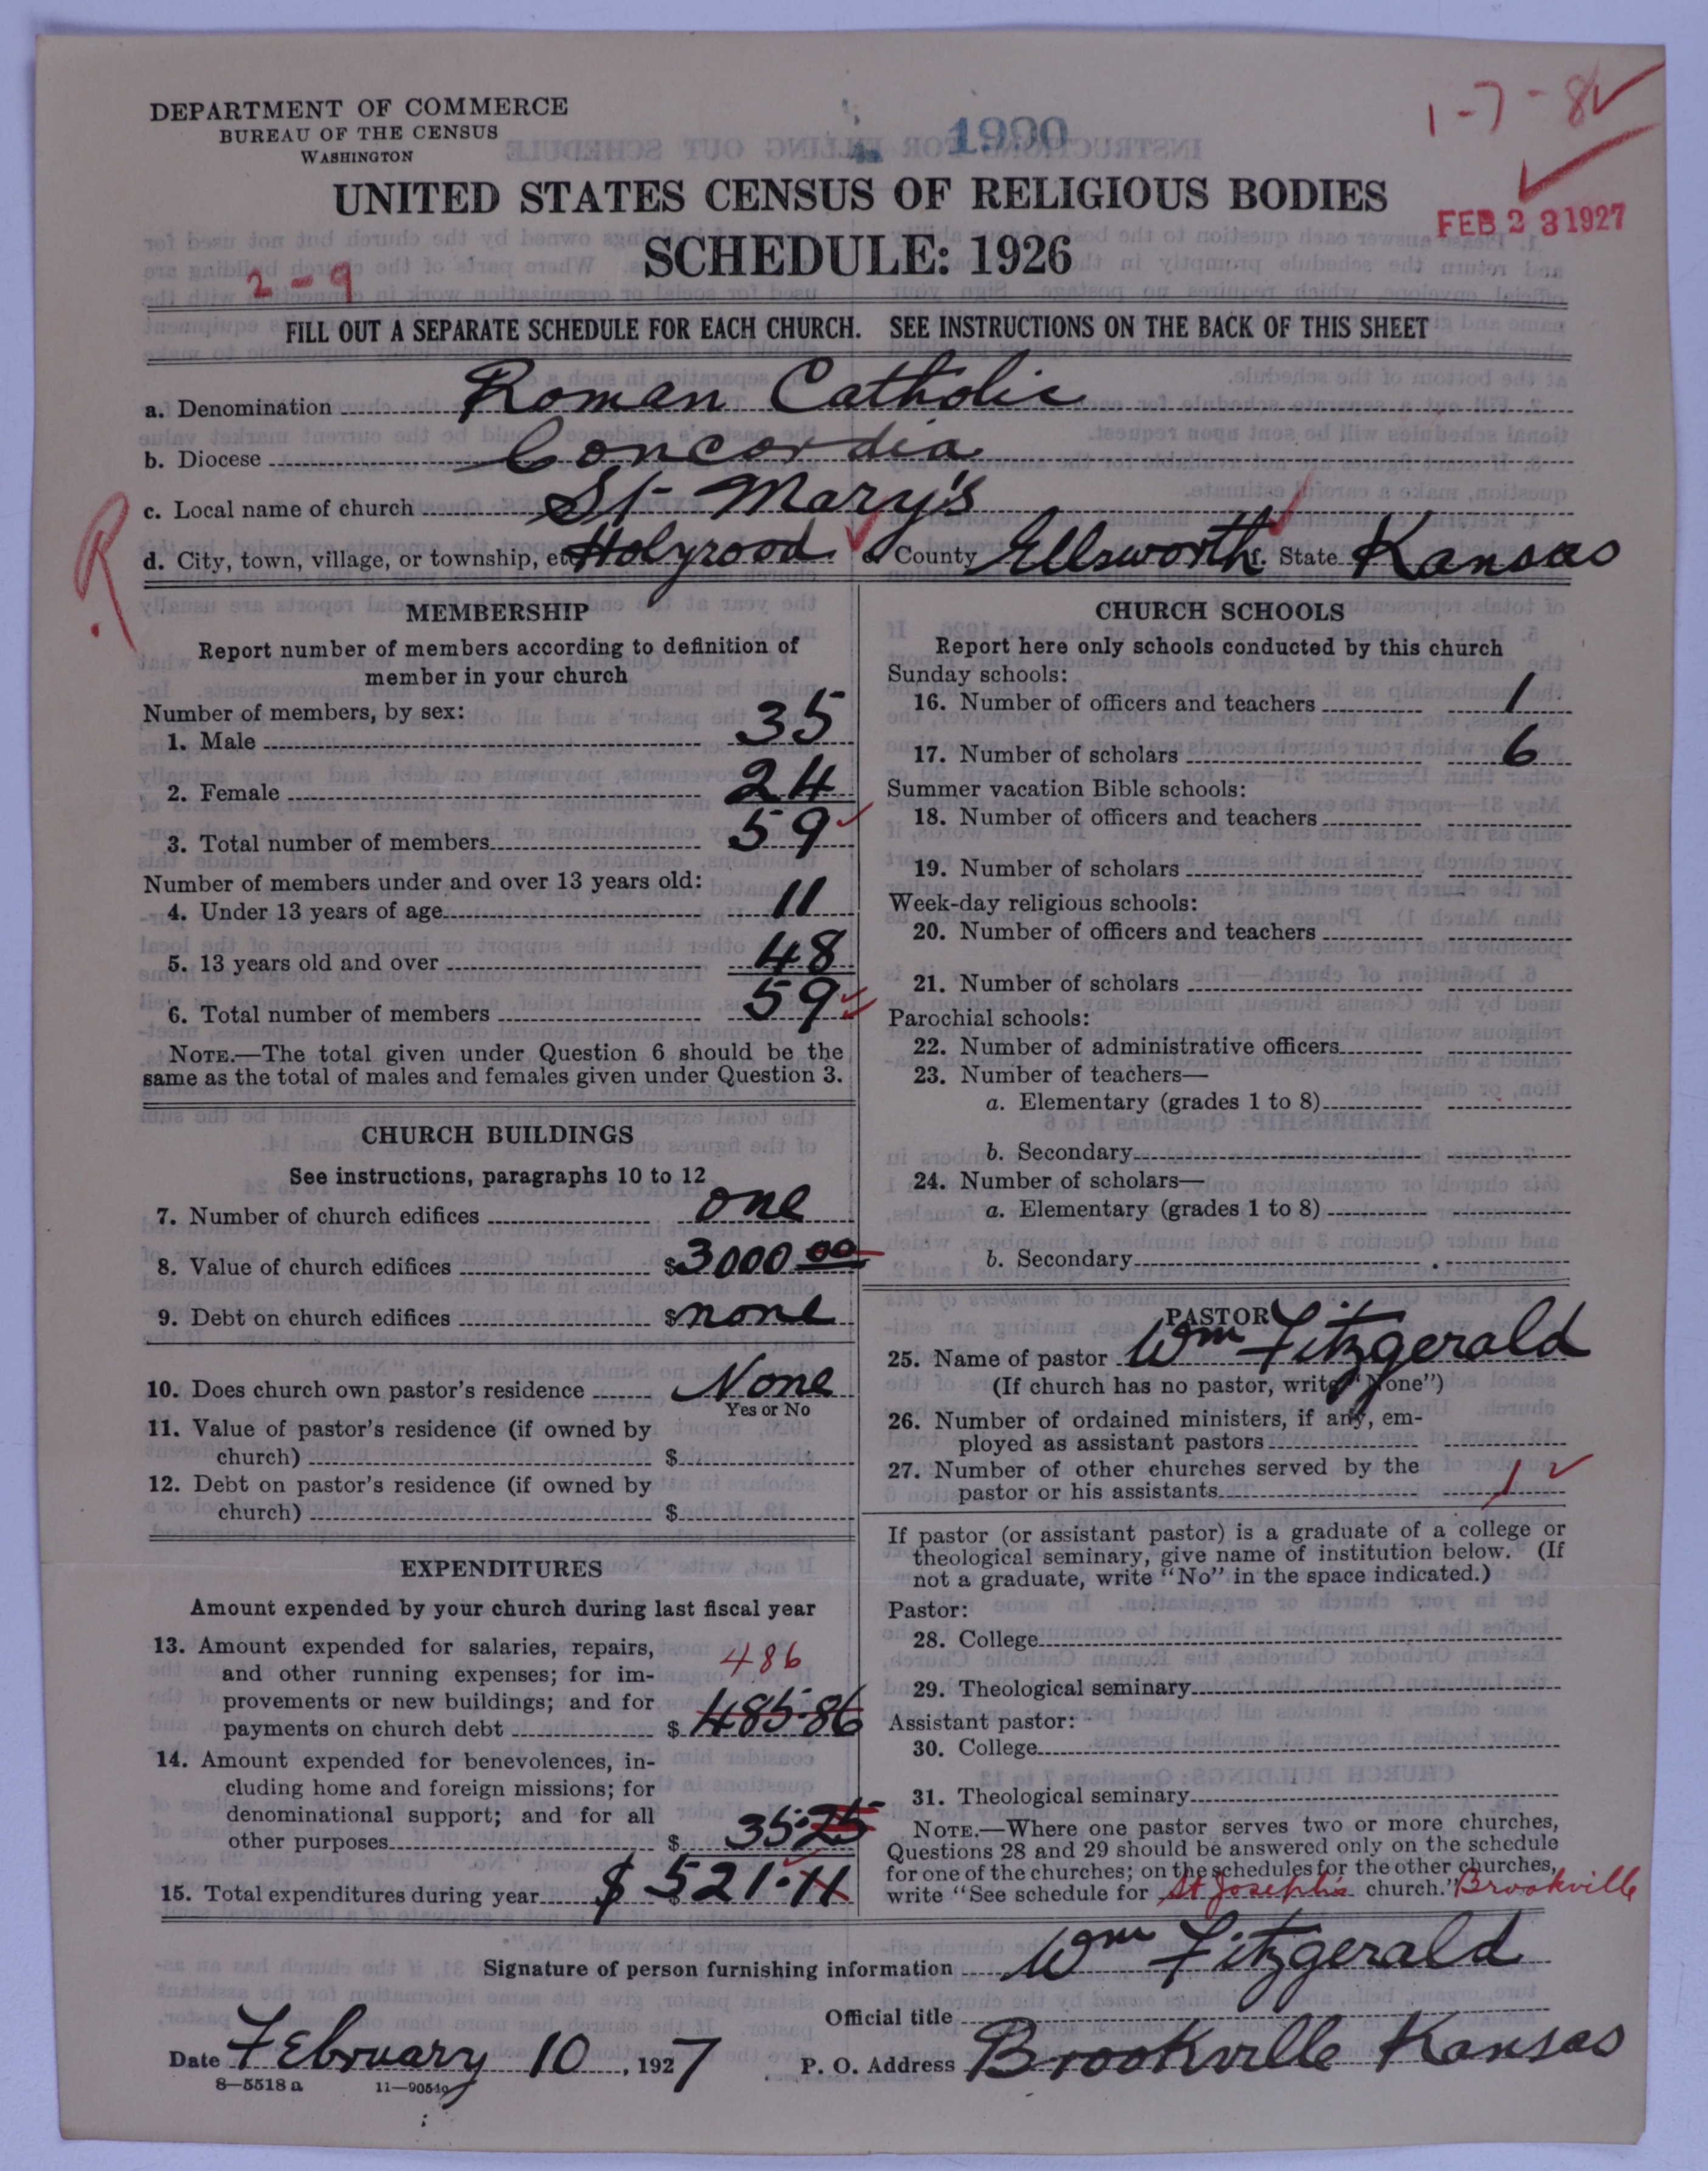 DEPARTMENT OF COMMERCE
BUREAU OF THE CENSUS
WASHINGTON
1990
1-7-8
UNITED STATES CENSUS OF RELIGIOUS BODIES
FEB 23 1927
SCHEDULE: 1926
2-9
FILL OUT A SEPARATE SCHEDULE FOR EACH CHURCH. SEE INSTRUCTIONS ON THE BACK OF THIS SHEET
a. Denomination Roman Catholic
b. Diocese Concordia
c. Local name of church St Mary's
R
d. City, town, village, or township, etc Holyrood e. County Ellsworth f. State Kansas
MEMBERSHIP
Report number of members according to definition of
member in your church
Number of members, by sex:
1. Male 35
2. Female 24
3. Total number of members 59
Number of members under and over 13 years old:
4. Under 13 years of age 11
5. 13 years old and over 48
6. Total number of members 59
NOTE.—The total given under Question 6 should be the
same as the total of males and females given under Question 3.
CHURCH BUILDINGS
See instructions, paragraphs 10 to 12
7. Number of church edifices one
8. Value of church edifices $3000 00
9. Debt on church edifices $none
10. Does church own pastor's residence None
Yes or No
11. Value of pastor's residence (if owned by
church) $
12. Debt on pastor's residence (if owned by
church) $
EXPENDITURES
Amount expended by your church during last fiscal year
13. Amount expended for salaries, repairs,
and other running expenses; for im-
provements or new buildings; and for
payments on church debt $ 485.86
486
14. Amount expended for benevolences, in-
cluding home and foreign missions; for
denominational support; and for all
other purposes $ 35.25
15. Total expenditures during year $ $521.11
CHURCH SCHOOLS
Report here only schools conducted by this church
Sunday schools:
16. Number of officers and teachers 1
17. Number of scholars 6
Summer vacation Bible schools:
18. Number of officers and teachers
19. Number of scholars
Week-day religious schools:
20. Number of officers and teachers
21. Number of scholars
Parochial schools:
22. Number of administrative officers
23. Number of teachers—
a. Elementary (grades 1 to 8)
b. Secondary
24. Number of scholars—
a. Elementary (grades 1 to 8)
b. Secondary
PASTOR
25. Name of pastor Wm Fitzgerald
(If church has no pastor, write "None")
26. Number of ordained ministers, if any, em-
ployed as assistant pastors
27. Number of other churches served by the
pastor or his assistants 1
If pastor (or assistant pastor) is a graduate of a college or
theological seminary, give name of institution below. (If
not a graduate, write "No" in the space indicated.)
Pastor:
28. College
29. Theological seminary
Assistant pastor:
30. College
31. Theological seminary
NOTE.—Where one pastor serves two or more churches,
Questions 28 and 29 should be answered only on the schedule
for one of the churches; on the schedules for the other churches,
write "See schedule for St Joseph's church." Brookville
Signature of person furnishing information Wm Fitzgerald
Official title
Date February 10, 1927 P. O. Address Brookville Kansas
8-5518 a 11-9054